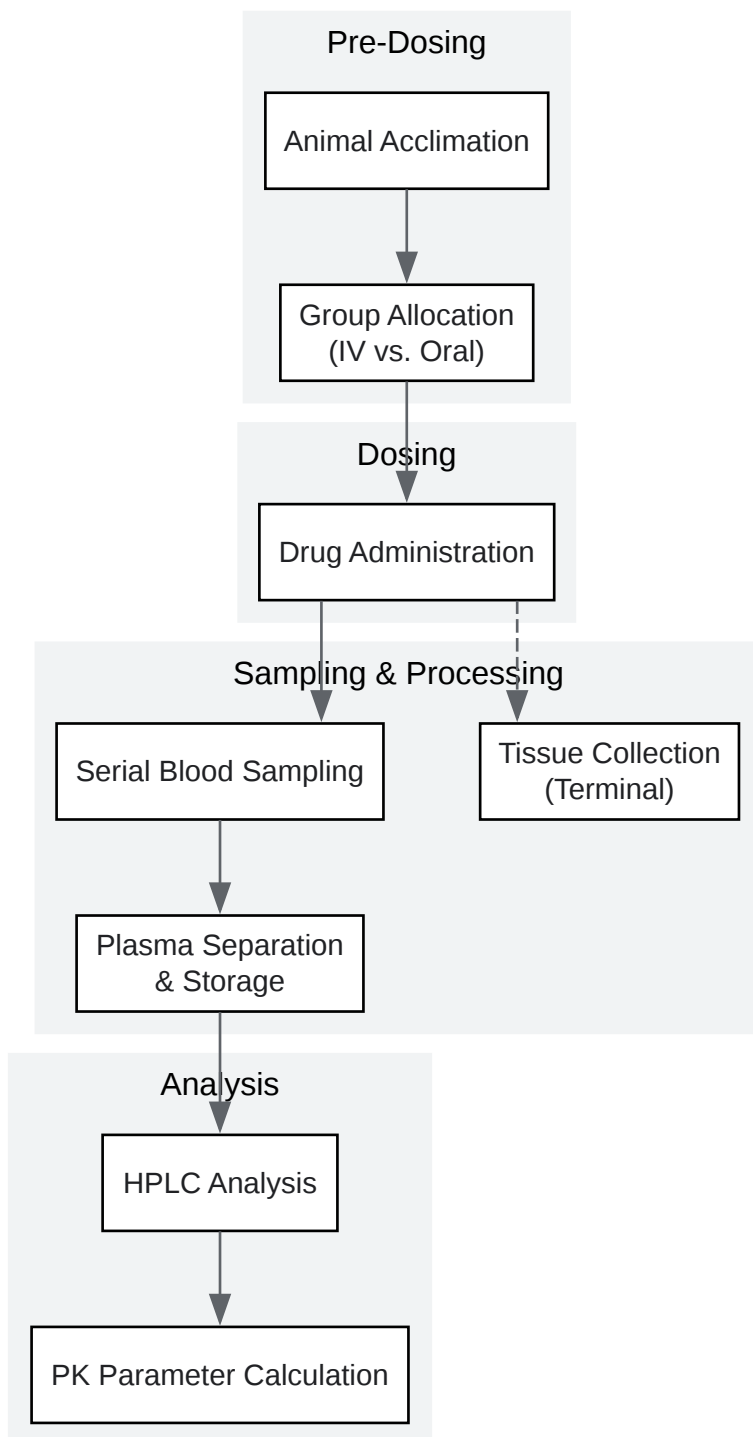 Pre-Dosing
Animal Acclimation
Group Allocation
(IV vs. Oral)
Dosing
Drug Administration
Sampling & Processing
Serial Blood Sampling
Tissue Collection
(Terminal)
Plasma Separation
& Storage
Analysis
HPLC Analysis
PK Parameter Calculation